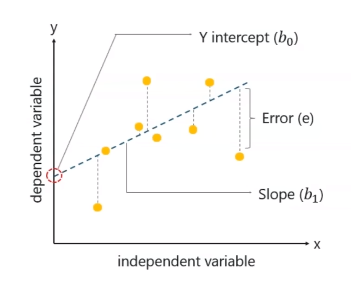 y
Y intercept (b₀)
dependent variable
Error (e)
Slope (b₁)
x
independent variable